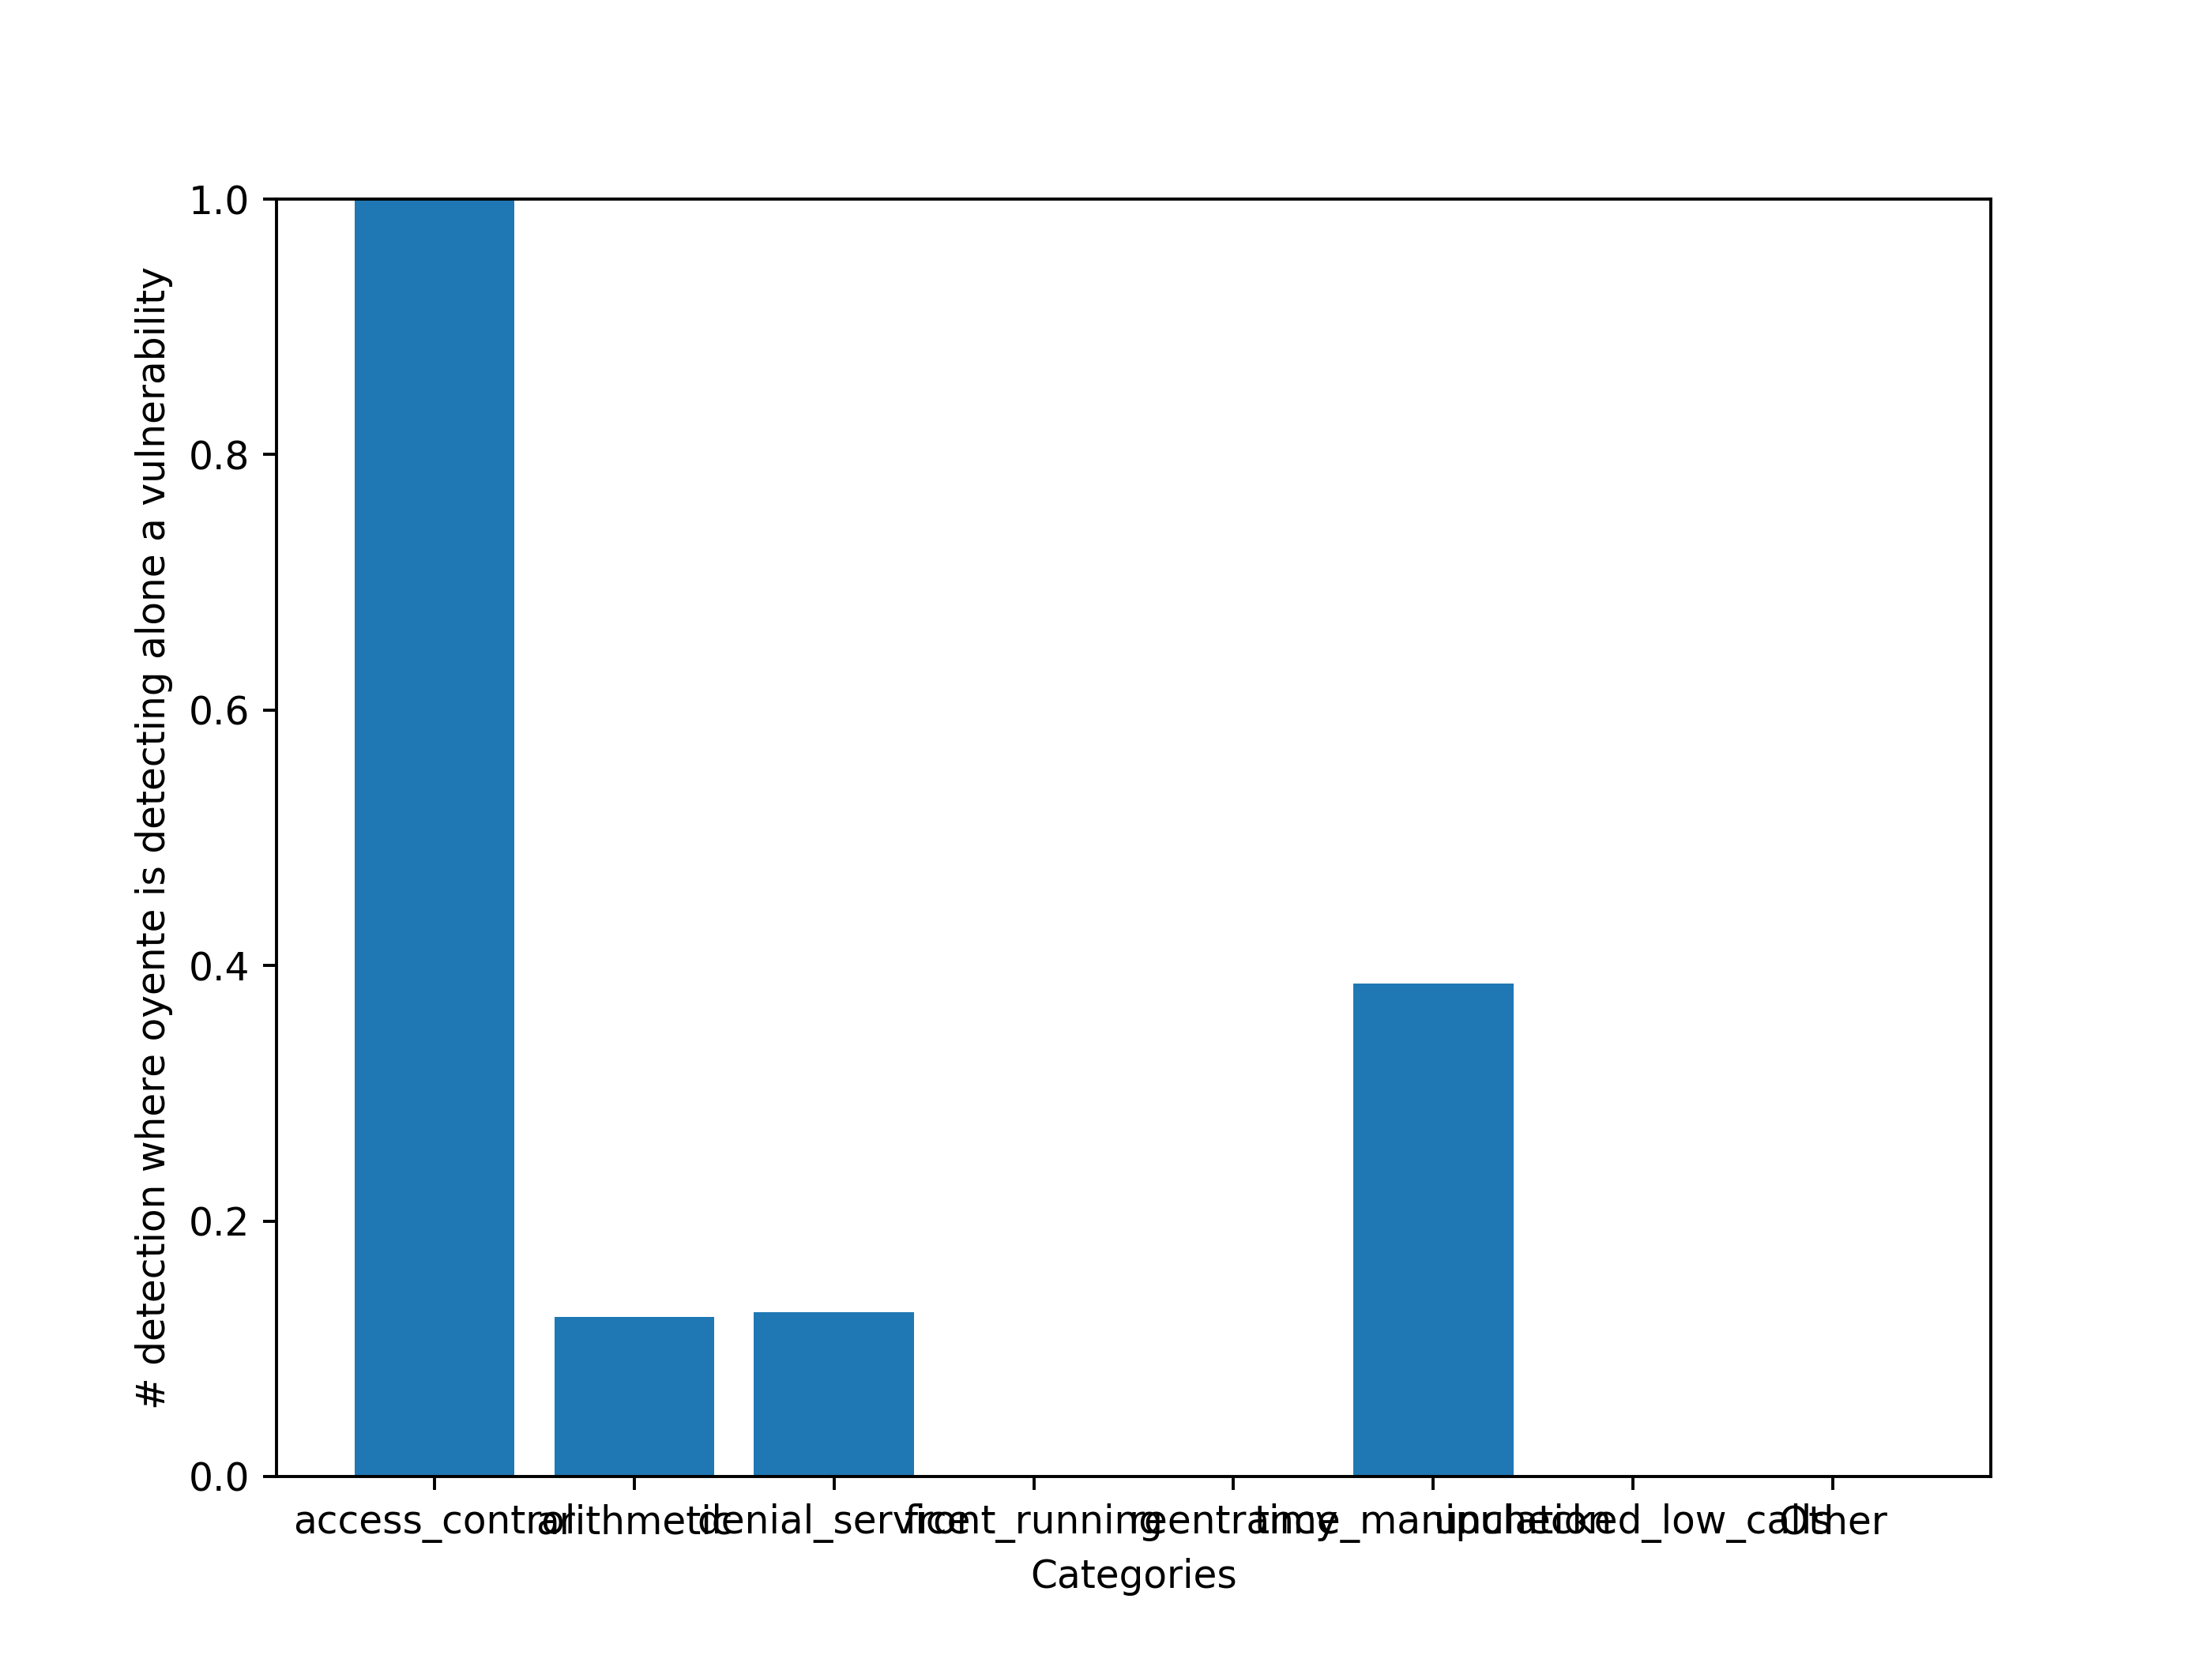 # detection where oyente is detecting alone a vulnerability
1.0
0.8
0.6
0.4
0.2
0.0
access_control
arithmetic
denial_service
front_running
reentrancy
time_manipulation
unchecked_low_calls
Other
Categories